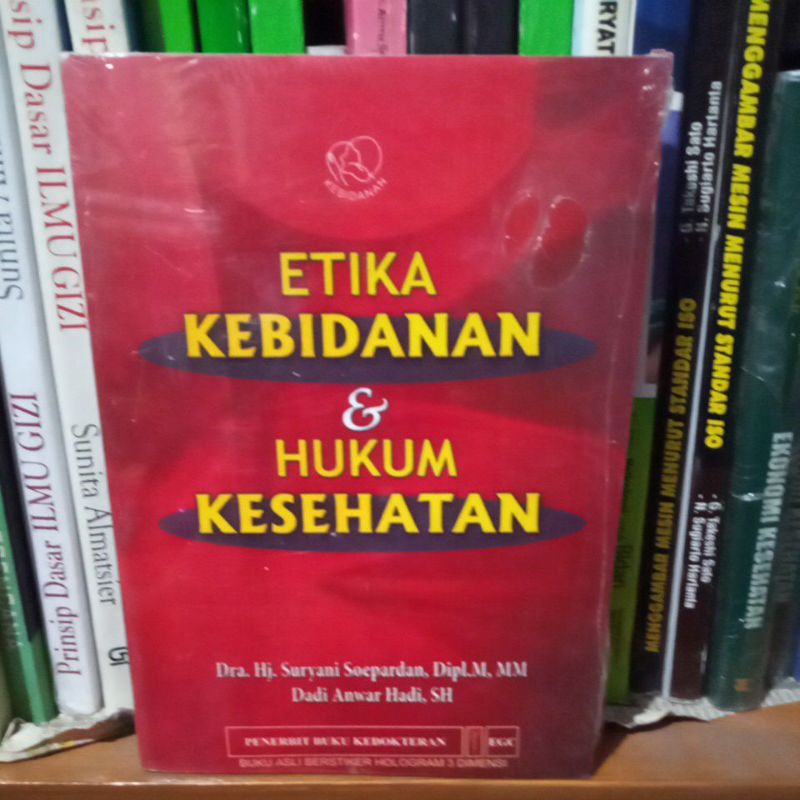 KEBIDANAN
ETIKA
KEBIDANAN
&
HUKUM
KESEHATAN
Dra. Hj. Suryani Soepardan, Dipl.M, MM
Dadi Anwar Hadi, SH
PENERBIT BUKU KEDOKTERAN EGC
BUKU ASLI BERSTIKER HOLOGRAM 3 DIMENSI
Prinsip Dasar ILMU GIZI
Sunita Almatsier
sip Dasar ILMU GIZI
Sunita Almatsier
MENGGAMBAR MESIN MENURUT STANDAR ISO
- G. Takeshi Sato
- N. Sugiarto Hartanto
MENGGAMBAR MESIN MENURUT STANDAR ISO
- G. Takeshi Sato
- N. Sugiarto Hartanto
EKONOMI KESEHATAN